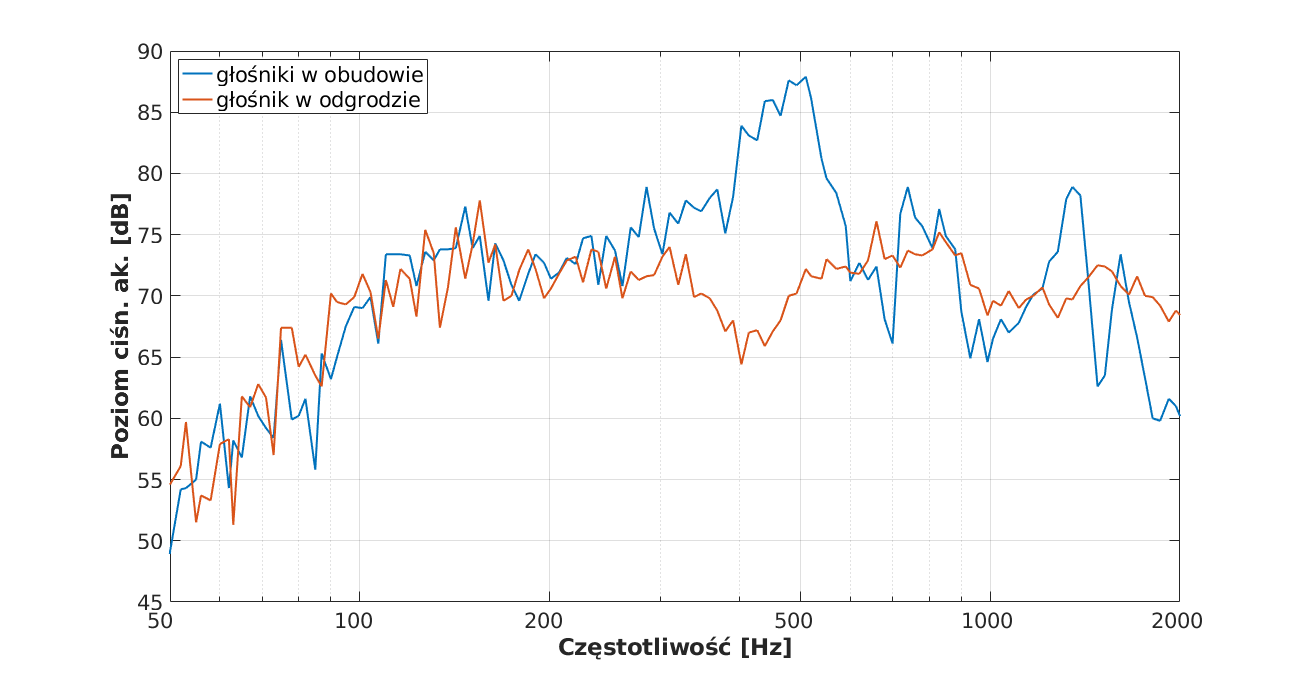 głośniki w obudowie
głośnik w odgrodzie
Poziom ciśn. ak. [dB]
90
85
80
75
70
65
60
55
50
45
50 100 200 500 1000 2000
Częstotliwość [Hz]